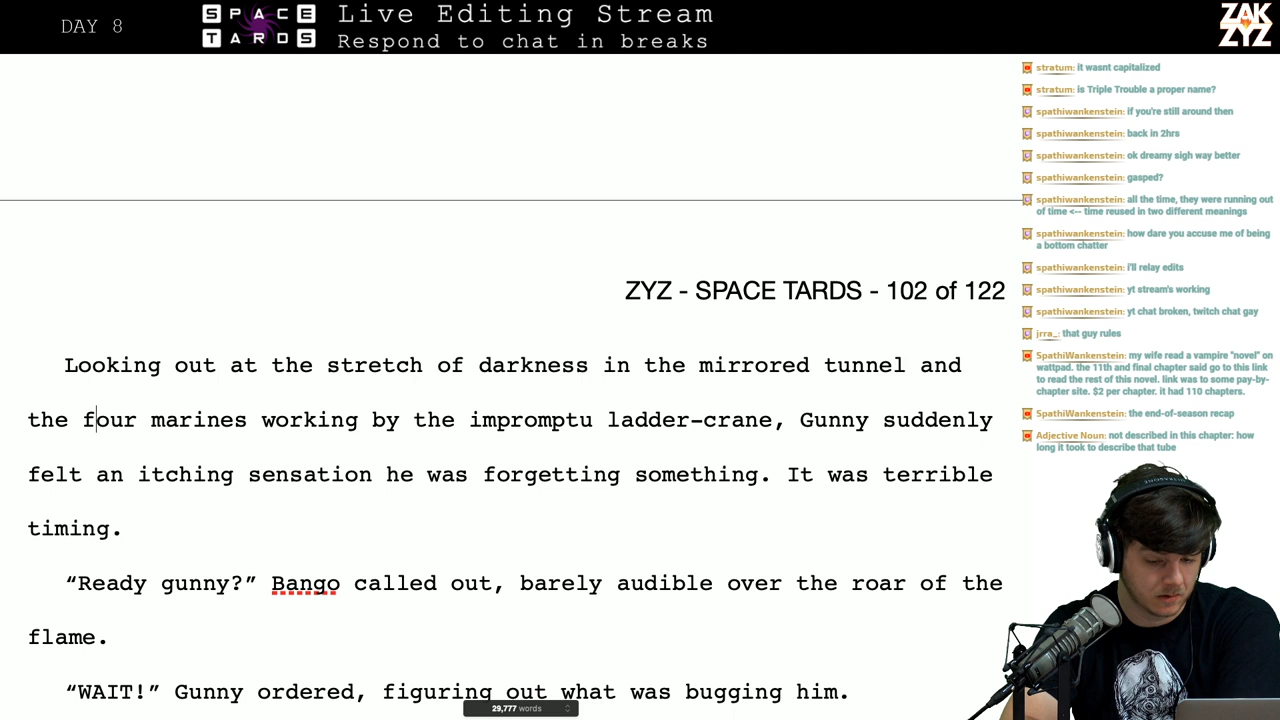 DAY 8
SPACE
TARDS
Live Editing Stream
Respond to chat in breaks
ZAK
ZYZ
stratum: it wasnt capitalized
stratum: is Triple Trouble a proper name?
spathiwankenstein: if you're still around then
spathiwankenstein: back in 2hrs
spathiwankenstein: ok dreamy sigh way better
spathiwankenstein: gasped?
spathiwankenstein: all the time, they were running out
of time <-- time reused in two different meanings
spathiwankenstein: how dare you accuse me of being
a bottom chatter
spathiwankenstein: i'll relay edits
spathiwankenstein: yt stream's working
spathiwankenstein: yt chat broken, twitch chat gay
jrra_: that guy rules
SpathiWankenstein: my wife read a vampire "novel" on
wattpad. the 11th and final chapter said go to this link
to read the rest of this novel. link was to some pay-by-
chapter site. $2 per chapter. it had 110 chapters.
SpathiWankenstein: the end-of-season recap
Adjective Noun: not described in this chapter: how
long it took to describe that tube
ZYZ - SPACE TARDS - 102 of 122
Looking out at the stretch of darkness in the mirrored tunnel and
the four marines working by the impromptu ladder-crane, Gunny suddenly
felt an itching sensation he was forgetting something. It was terrible
timing.
“Ready gunny?” Bango called out, barely audible over the roar of the
flame.
“WAIT!” Gunny ordered, figuring out what was bugging him.
29,777 words